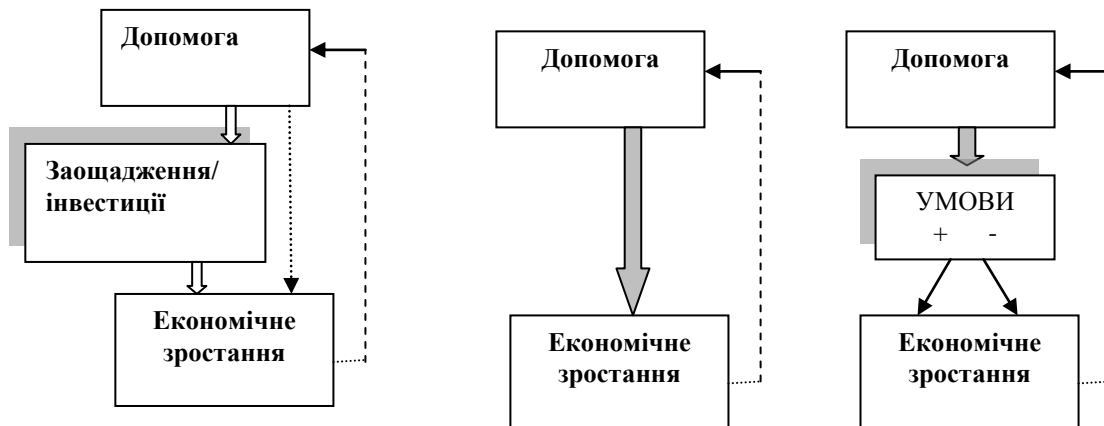 Допомога
Заощадження/
інвестиції
Економічне
зростання
Допомога
Економічне
зростання
Допомога
УМОВИ
+ -
Економічне
зростання